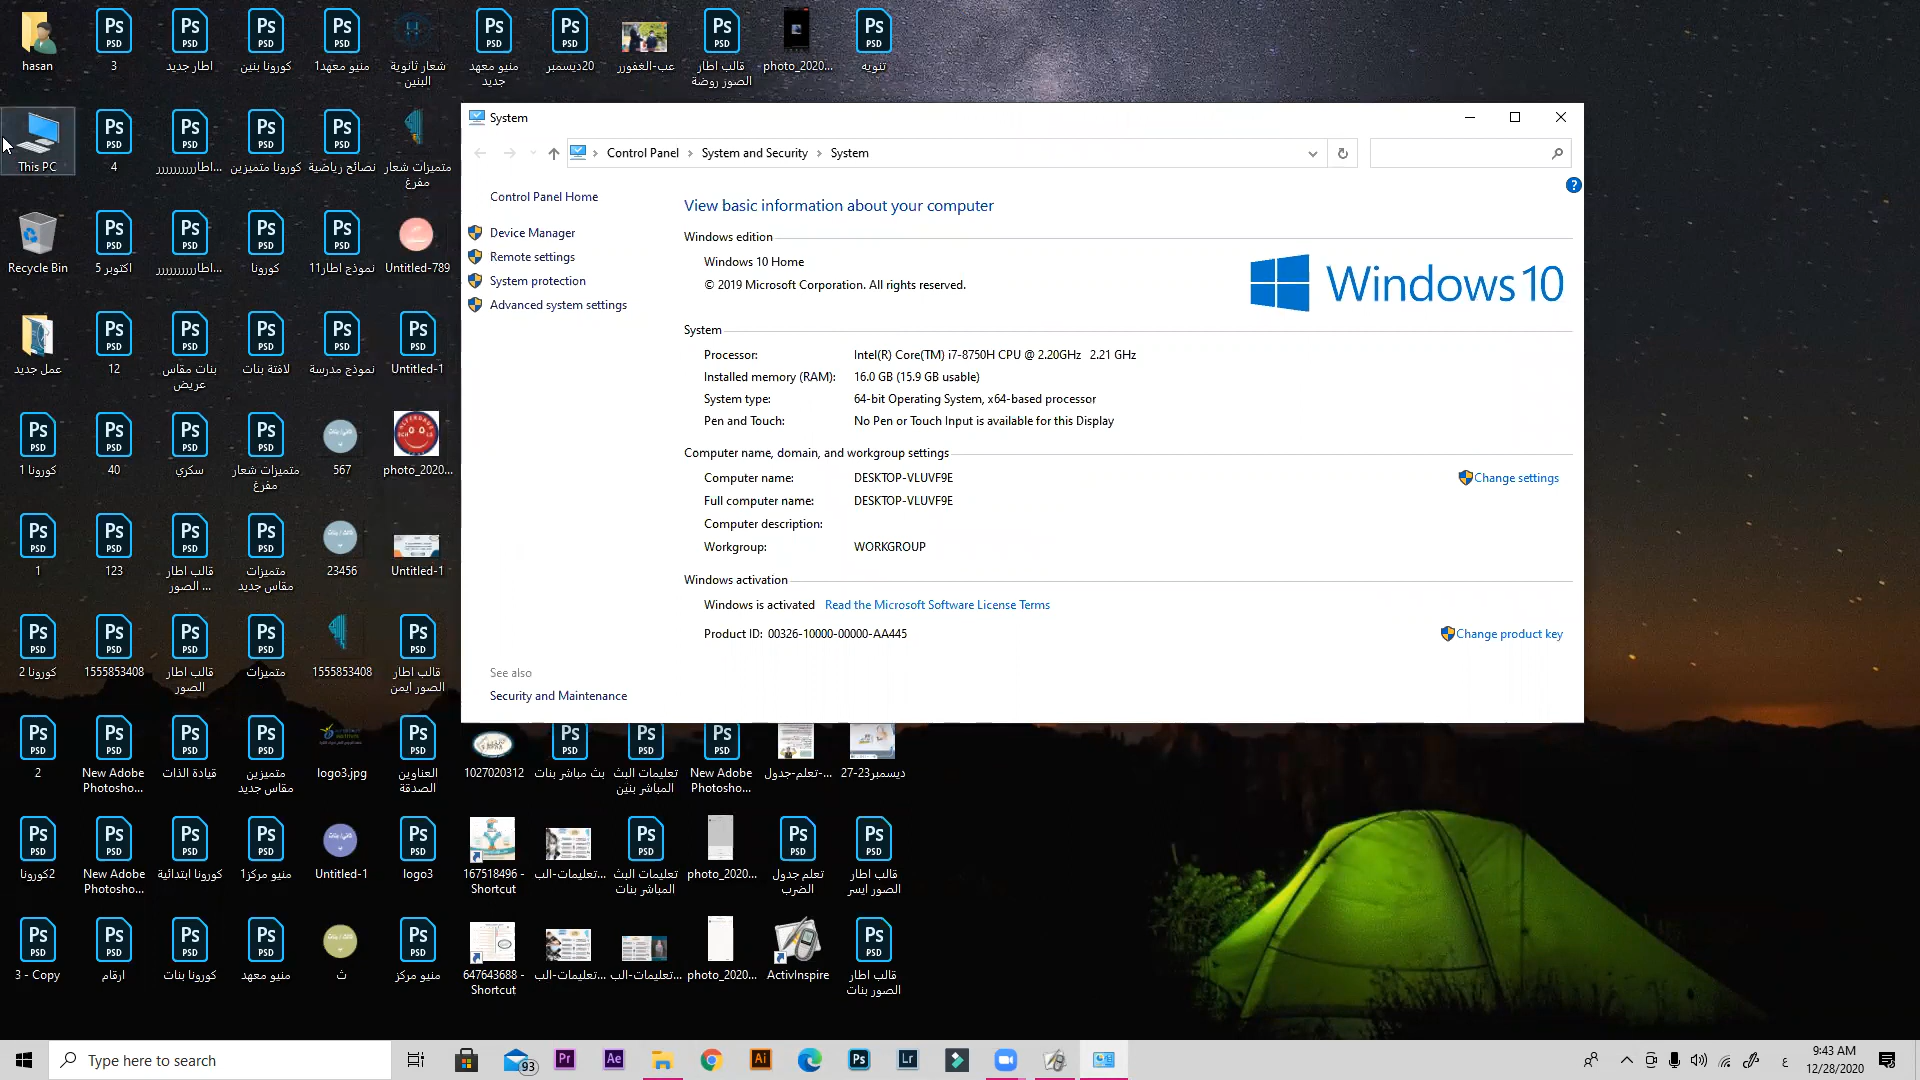 hasan
3
اطار جديد
كورونا بنين
منيو معهد1
شعار ثانوية
البنين
منيو معهد
جديد
20ديسمبر
عب-الغفورر
قالب اطار
الصور روضة
photo_2020...
تنويه
This PC
4
...اطارررررررررر
كورونا متميزين
نصائح رياضية
متميزات شعار
مفرغ
Recycle Bin
اكتوبر 5
...اطارررررررررر
كورونا
نموذج اطار11
Untitled-789
عمل جديد
12
بنات مقاس
عريض
لافتة بنات
نموذج مدرسة
Untitled-1
كورونا 1
40
سكري
متميزات شعار
مفرغ
567
photo_2020...
1
123
قالب اطار
... الصور
متميزات
مقاس جديد
23456
Untitled-1
كورونا 2
1555853408
قالب اطار
الصور
متميزات
1555853408
قالب اطار
الصور ايمن
2
New Adobe
Photosho...
قيادة الذات
متميزين
مقاس جديد
logo3.jpg
العناوين
الصدقة
1027020312
بث مباشر بنات
تعليمات البث
المباشر بنين
New Adobe
Photosho...
...-تعلم-جدول
ديسمبر23-27
2كورونا
New Adobe
Photosho...
كورونا ابتدائية
منيو مركز1
Untitled-1
logo3
167518496 -
Shortcut
...تعليمات-الب
تعليمات البث
المباشر بنات
photo_2020...
تعلم جدول
الضرب
قالب اطار
الصور ايسر
3 - Copy
ارقام
كورونا بنات
منيو معهد
ث
منيو مركز
647643688 -
Shortcut
...تعليمات-الب
...تعليمات-الب
photo_2020...
ActivInspire
قالب اطار
الصور بنات
System
Control Panel
System and Security
System
Control Panel Home
Device Manager
Remote settings
System protection
Advanced system settings
See also
Security and Maintenance
View basic information about your computer
Windows edition
Windows 10 Home
© 2019 Microsoft Corporation. All rights reserved.
Windows 10
System
Processor: Intel(R) Core(TM) i7-8750H CPU @ 2.20GHz 2.21 GHz
Installed memory (RAM): 16.0 GB (15.9 GB usable)
System type: 64-bit Operating System, x64-based processor
Pen and Touch: No Pen or Touch Input is available for this Display
Computer name, domain, and workgroup settings
Computer name: DESKTOP-VLUVF9E
Change settings
Full computer name: DESKTOP-VLUVF9E
Computer description:
Workgroup: WORKGROUP
Windows activation
Windows is activated Read the Microsoft Software License Terms
Product ID: 00326-10000-00000-AA445
Change product key
Type here to search
93
Pr
Ae
Ai
Ps
Lr
ع
9:43 AM
12/28/2020